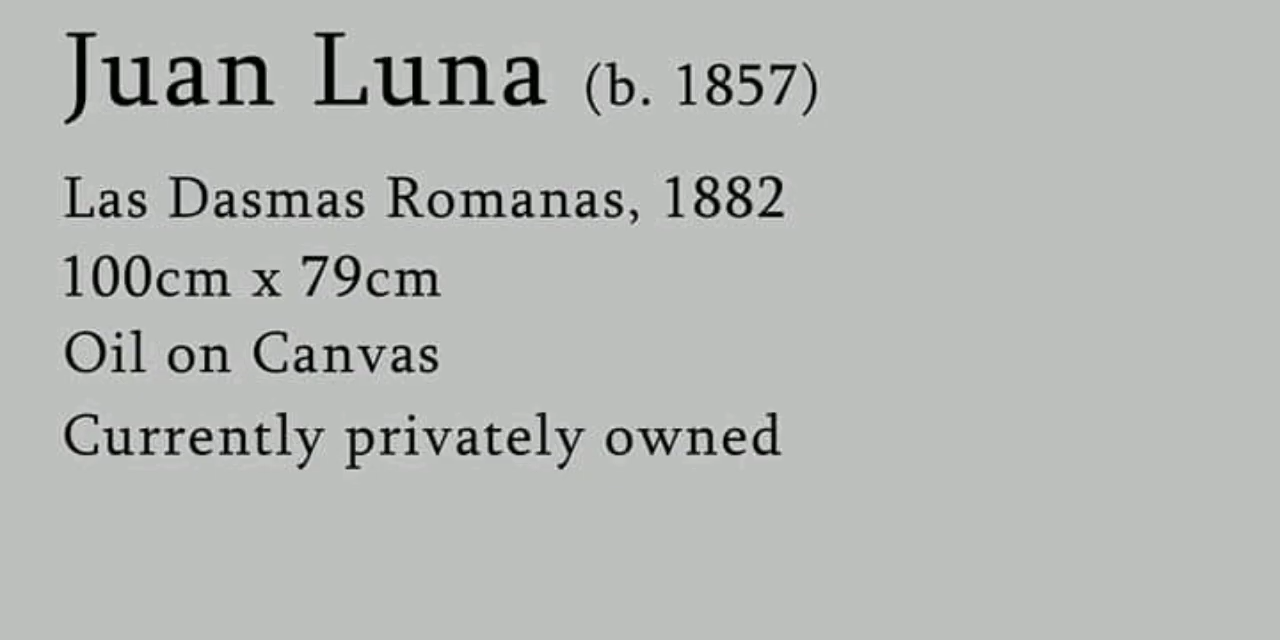 Juan Luna (b. 1857)
Las Dasmas Romanas, 1882
100cm x 79cm
Oil on Canvas
Currently privately owned